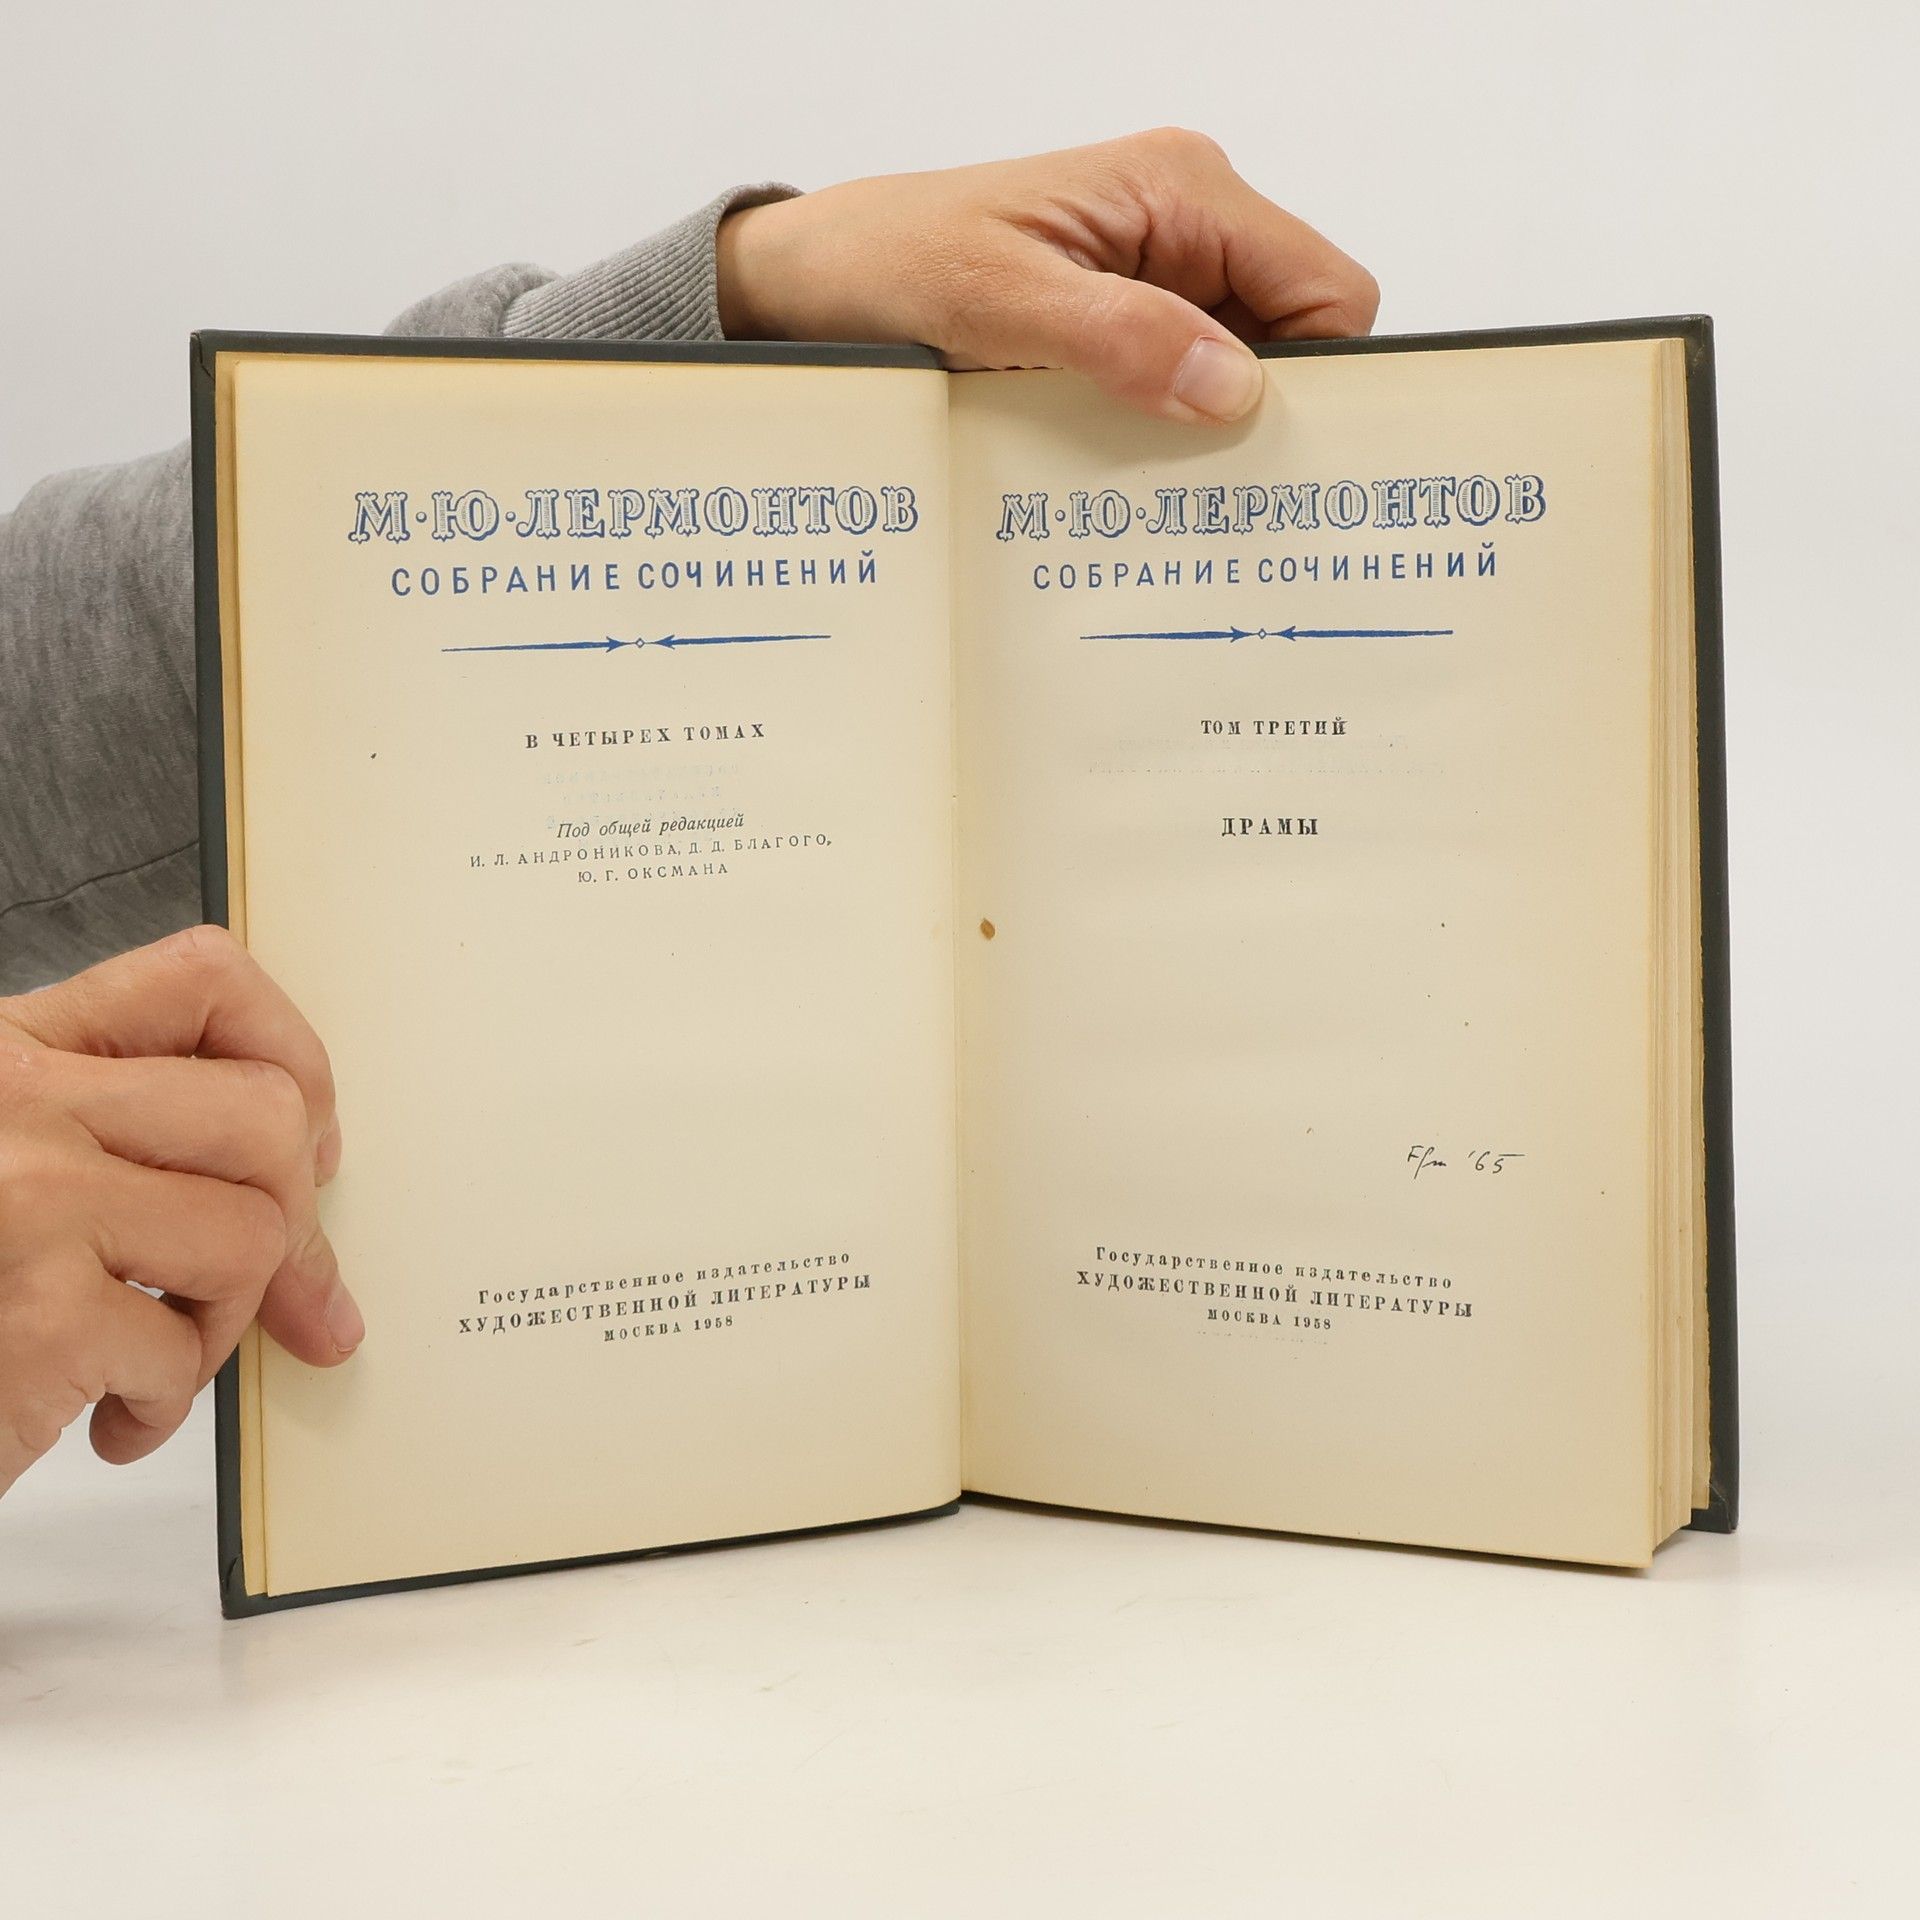 М·Ю·ЛЕРМОНТОВ
СОБРАНИЕ СОЧИНЕНИЙ
В ЧЕТЫРЕХ ТОМАХ
Под общей редакцией
И. Л. АНДРОНИКОВА, Д. Д. БЛАГОГО,
Ю. Г. ОКСМАНА
Государственное издательство
ХУДОЖЕСТВЕННОЙ ЛИТЕРАТУРЫ
МОСКВА 1958
М·Ю·ЛЕРМОНТОВ
СОБРАНИЕ СОЧИНЕНИЙ
ТОМ ТРЕТИЙ
ДРАМЫ
'65
Государственное издательство
ХУДОЖЕСТВЕННОЙ ЛИТЕРАТУРЫ
МОСКВА 1958